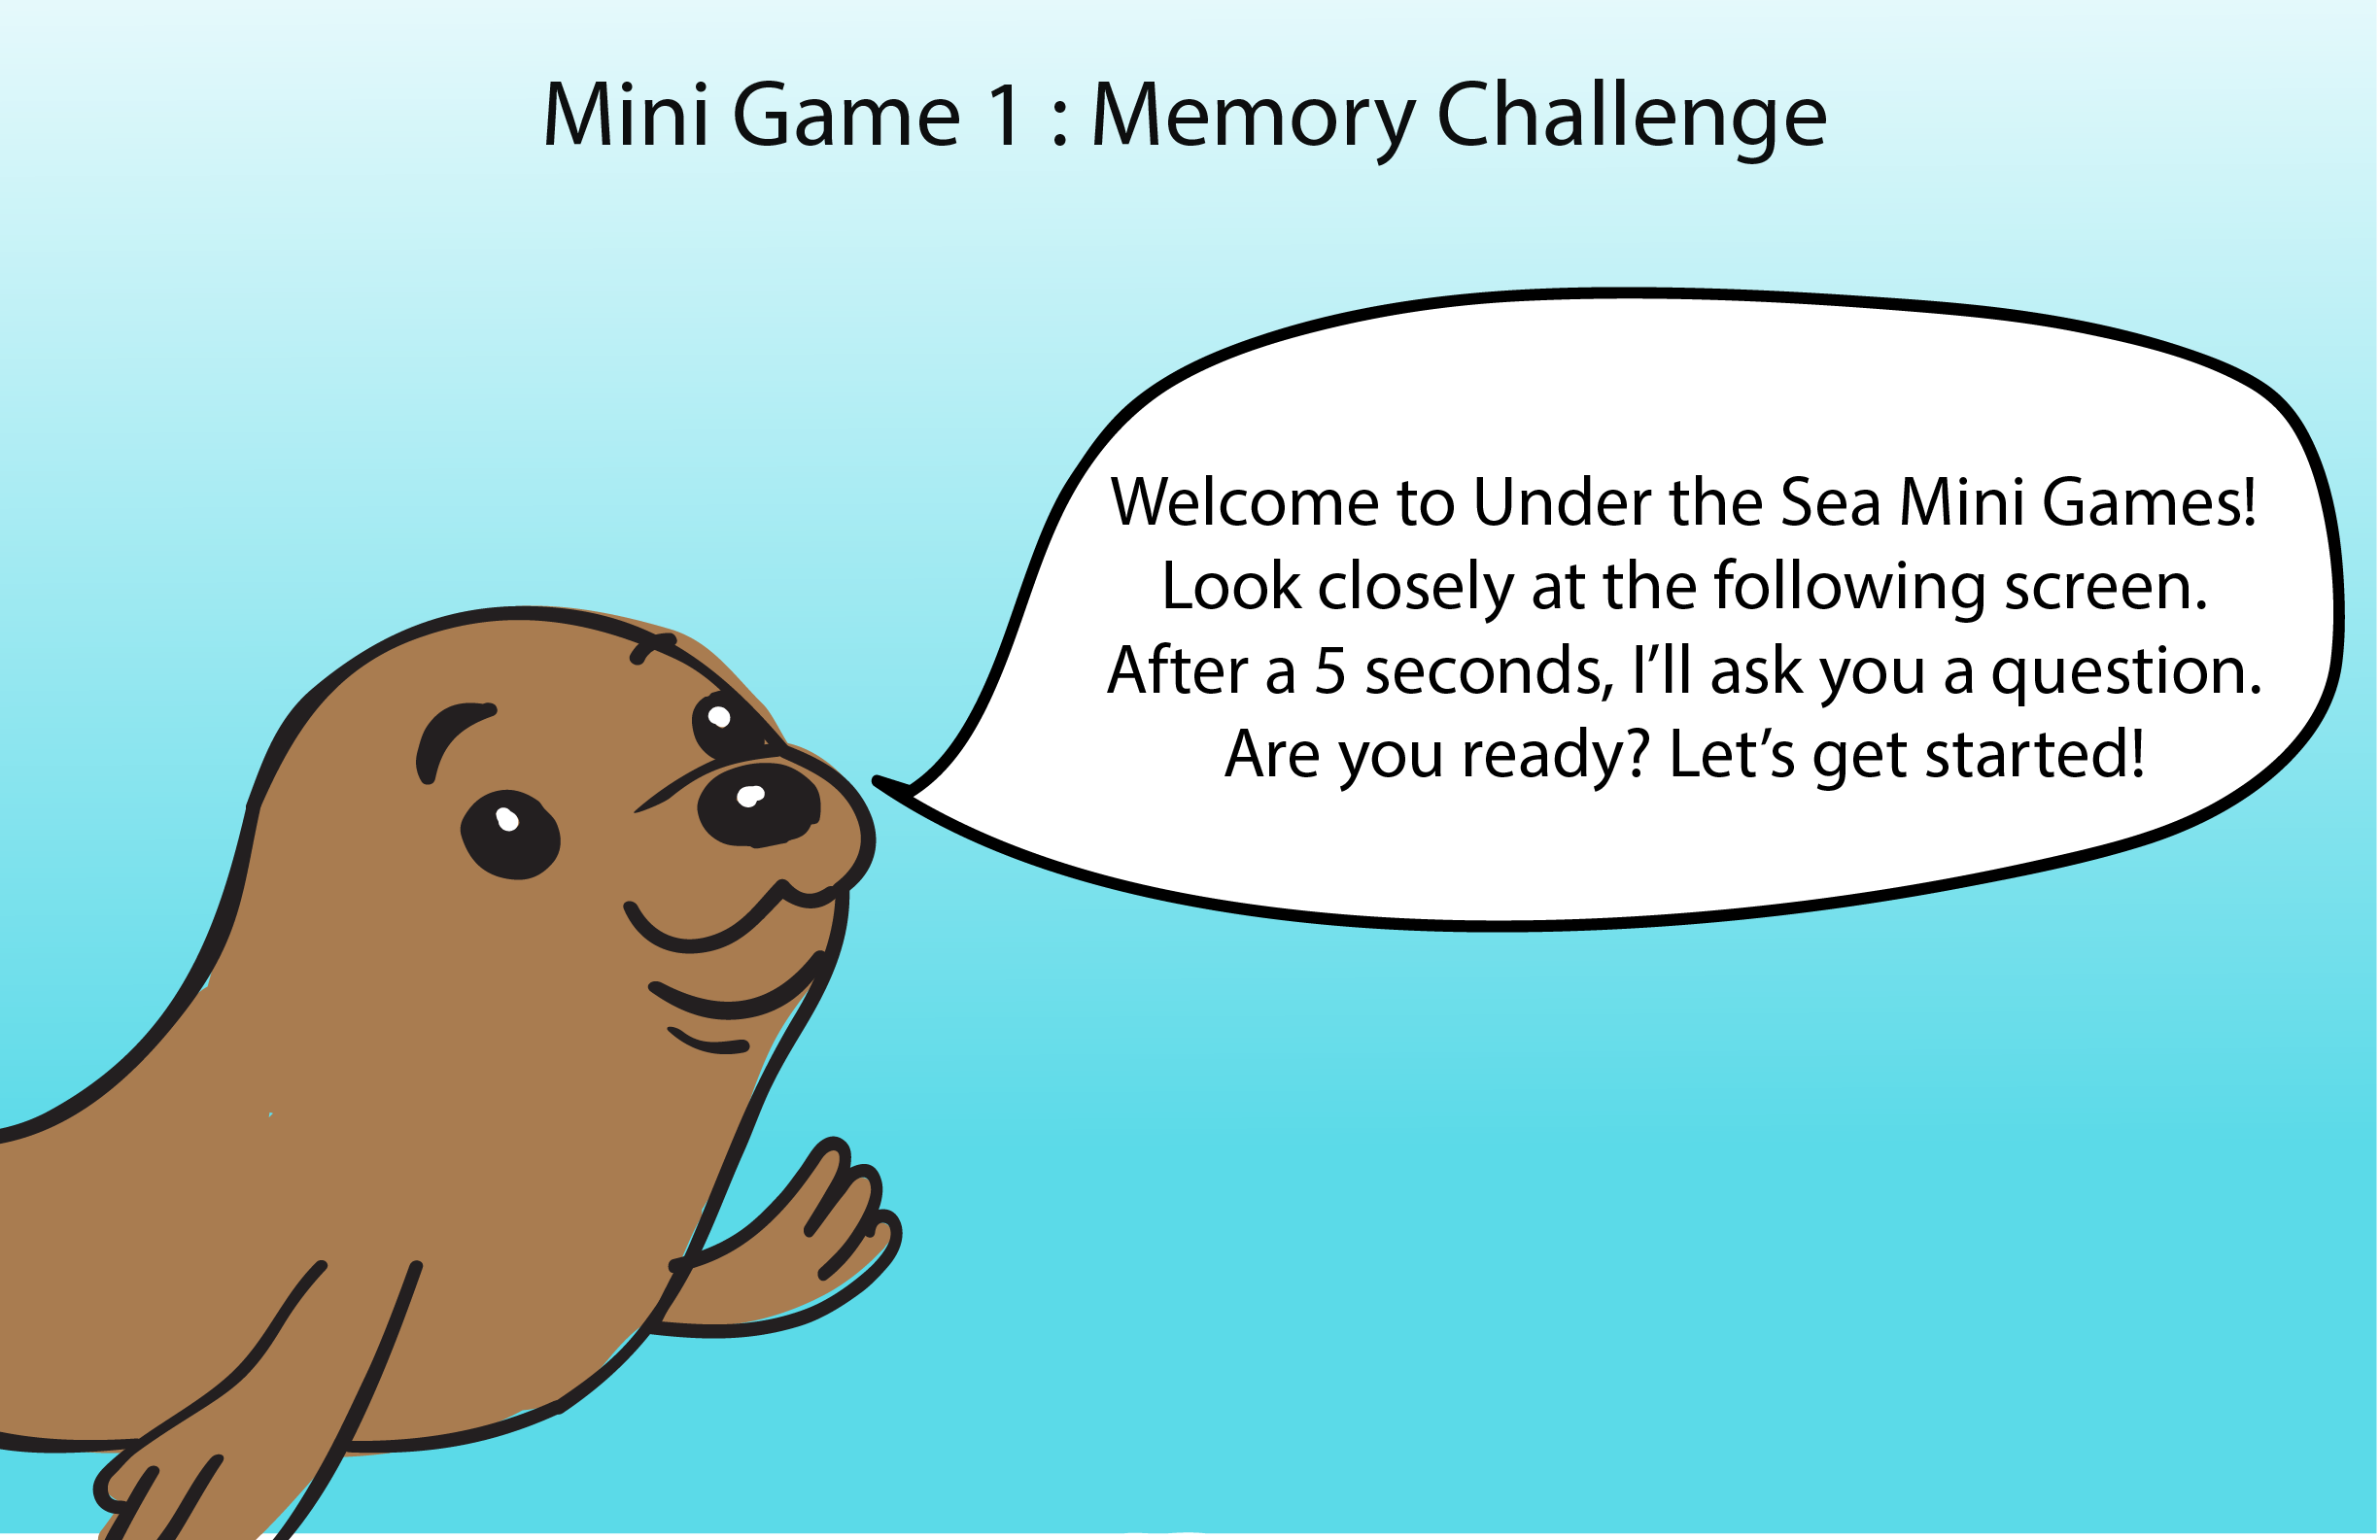 Mini Game 1 : Memory Challenge
Welcome to Under the Sea Mini Games!
Look closely at the following screen.
After a 5 seconds, I’ll ask you a question.
Are you ready? Let’s get started!